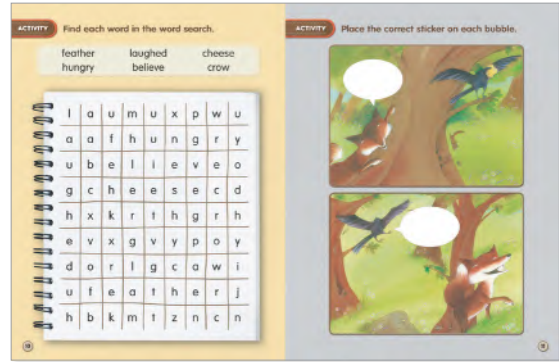 ACTIVITY Find each word in the word search.
feather laughed cheese
hungry believe crow
l a u m u x p w u
a a f h u n g r y
u b e l i e v e o
g c h e e s e c d
h x k r t h g r h
e v x g v y p o y
d o r l g c a w i
u f e a t h e r j
h b k m t z n c n
ACTIVITY Place the correct sticker on each bubble.